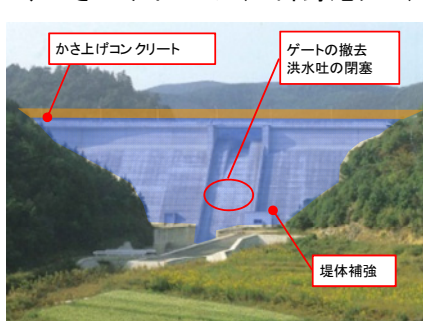 かさ上げコンクリート
ゲートの撤去
洪水吐の閉塞
堤体補強